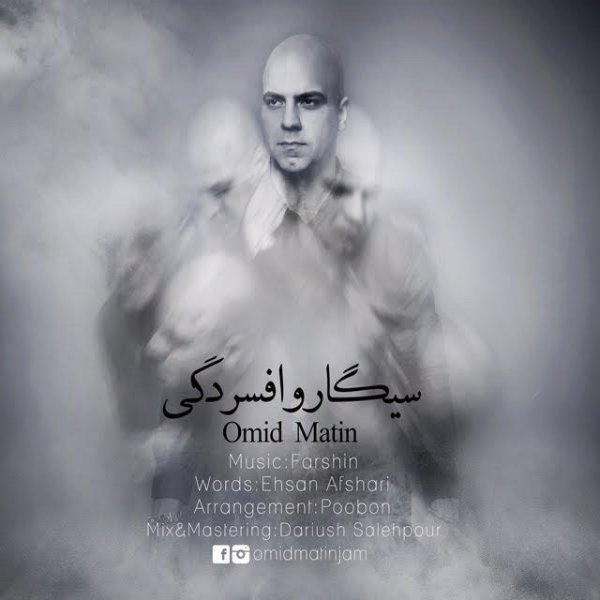 سیگار و افسردگی
Omid Matin
Music:Farshin
Words:Ehsan Afshari
Arrangement:Poobon
Mix&Mastering:Dariush Salehpour
omidmatinjam